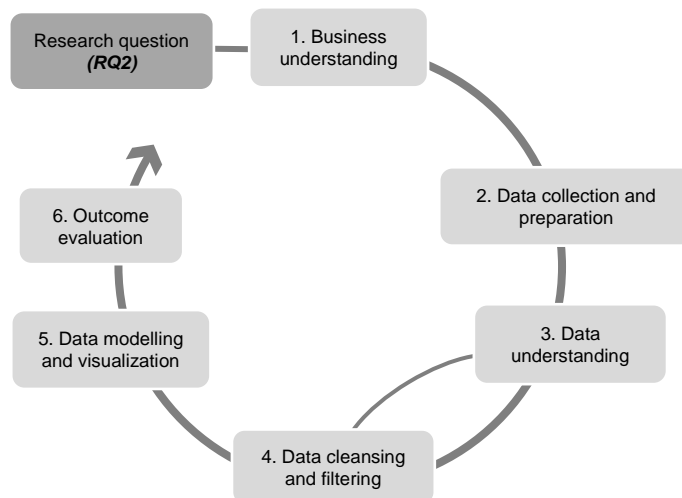 Research question
(RQ2)
1. Business
understanding
2. Data collection and
preparation
3. Data
understanding
4. Data cleansing
and filtering
5. Data modelling
and visualization
6. Outcome
evaluation